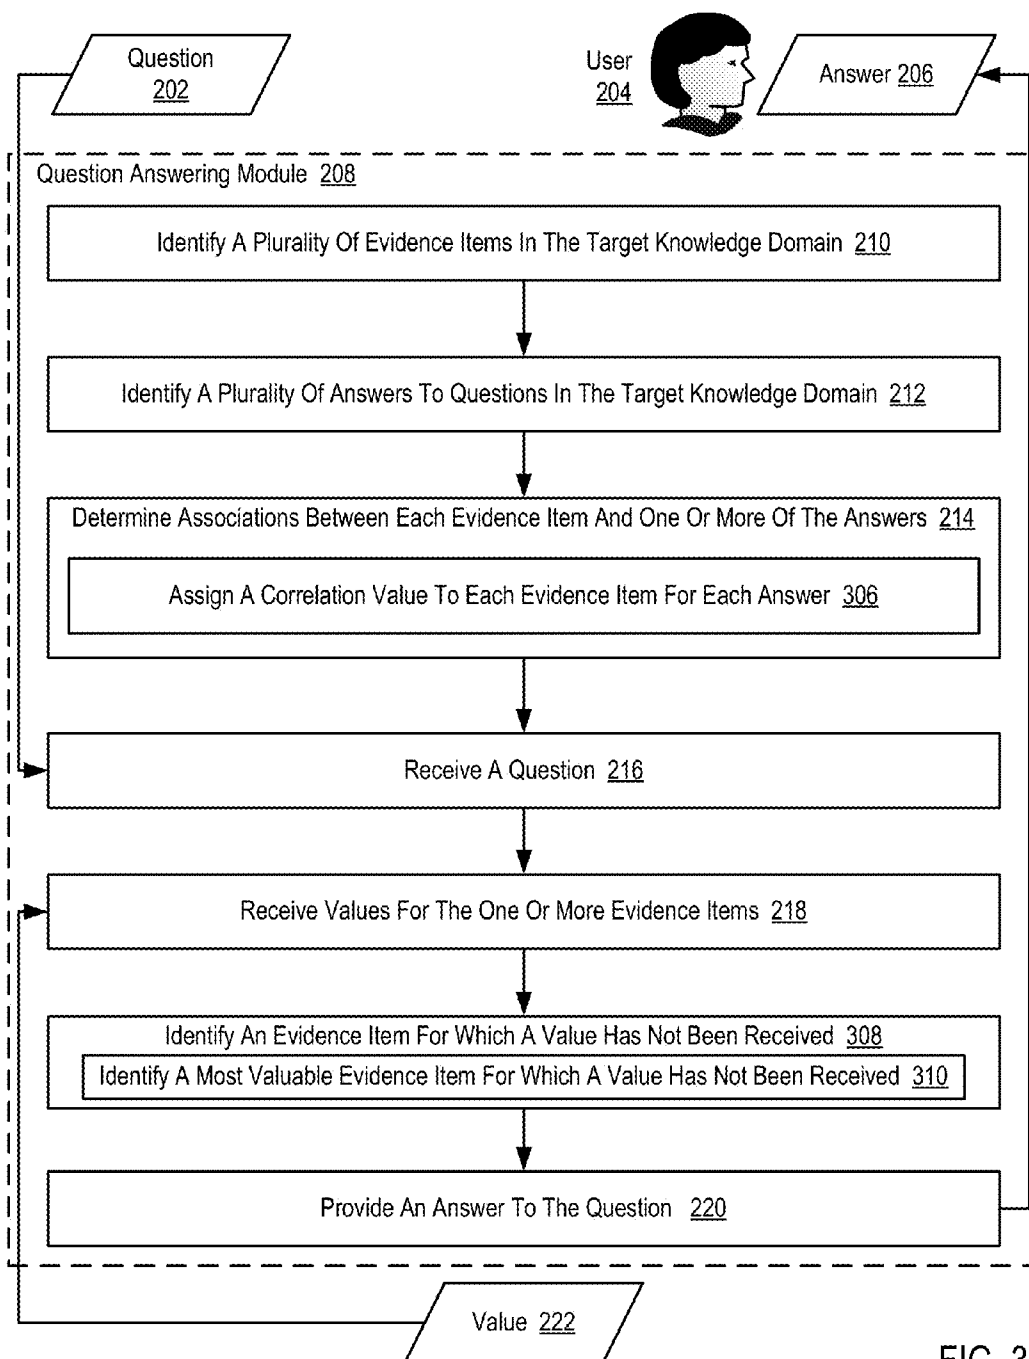 Question
202
User
204
Answer 206
Question Answering Module 208
Identify A Plurality Of Evidence Items In The Target Knowledge Domain 210
Identify A Plurality Of Answers To Questions In The Target Knowledge Domain 212
Determine Associations Between Each Evidence Item And One Or More Of The Answers 214
Assign A Correlation Value To Each Evidence Item For Each Answer 306
Receive A Question 216
Receive Values For The One Or More Evidence Items 218
Identify An Evidence Item For Which A Value Has Not Been Received 308
Identify A Most Valuable Evidence Item For Which A Value Has Not Been Received 310
Provide An Answer To The Question 220
Value 222
FIG. 3